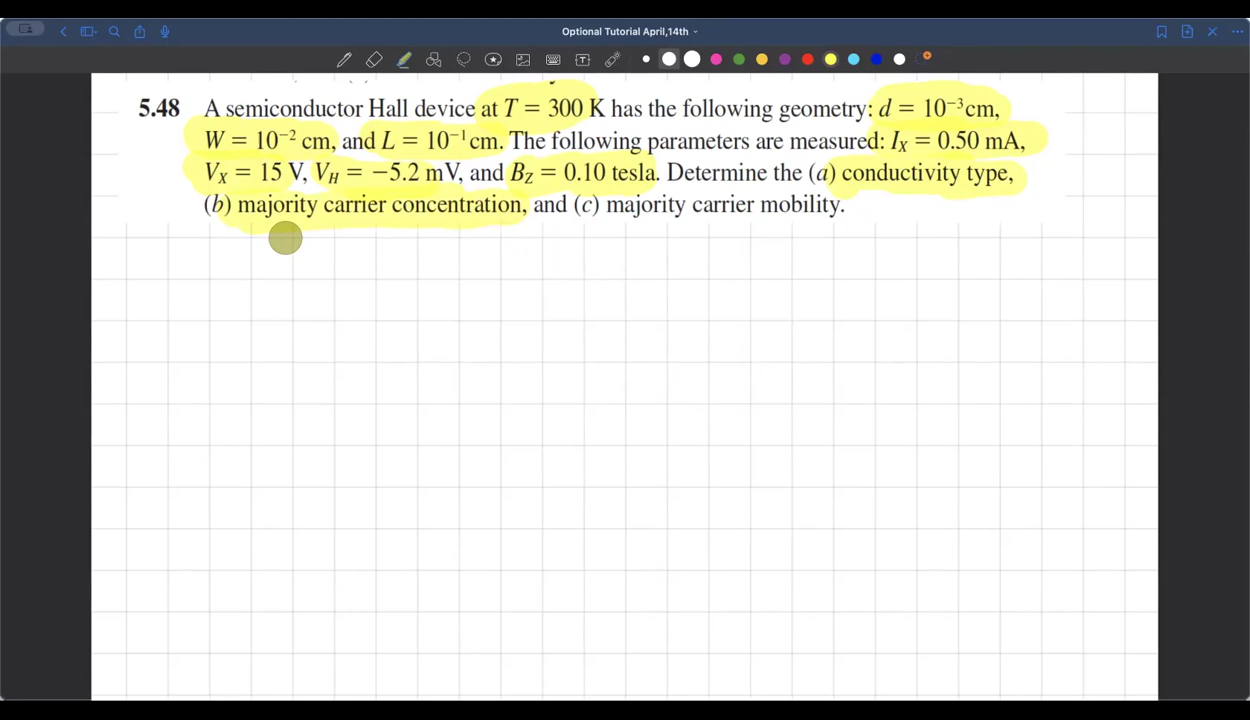 Optional Tutorial April,14th
5.48 A semiconductor Hall device at T = 300 K has the following geometry: d = 10⁻³cm,
W = 10⁻² cm, and L = 10⁻¹cm. The following parameters are measured: Iₓ = 0.50 mA,
Vₓ = 15 V, V_H = −5.2 mV, and B_Z = 0.10 tesla. Determine the (a) conductivity type,
(b) majority carrier concentration, and (c) majority carrier mobility.